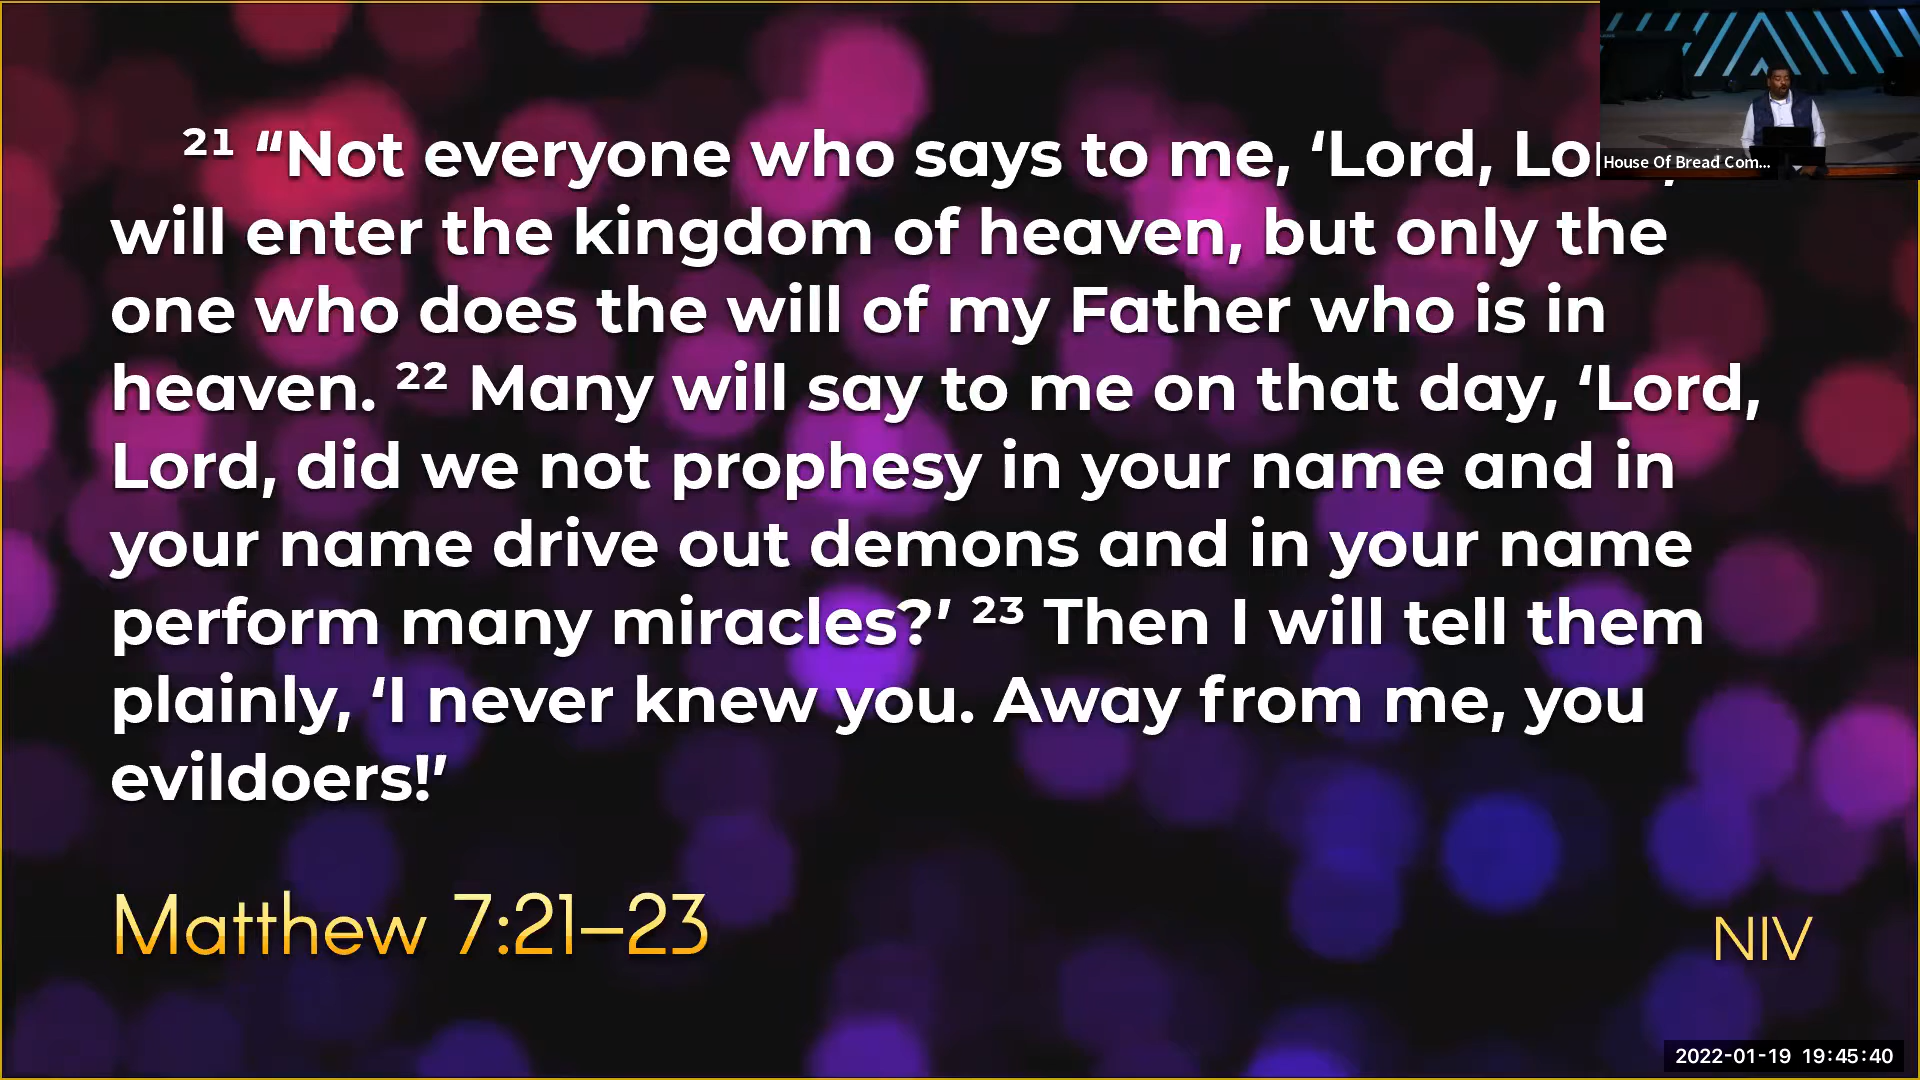 ²¹ “Not everyone who says to me, ‘Lord,
will enter the kingdom of heaven, but only the
one who does the will of my Father who is in
heaven. ²² Many will say to me on that day, ‘Lord,
Lord, did we not prophesy in your name and in
your name drive out demons and in your name
perform many miracles?’ ²³ Then I will tell them
plainly, ‘I never knew you. Away from me, you
evildoers!’
Matthew 7:21–23
NIV
House Of Bread Com...
2022-01-19 19:45:40